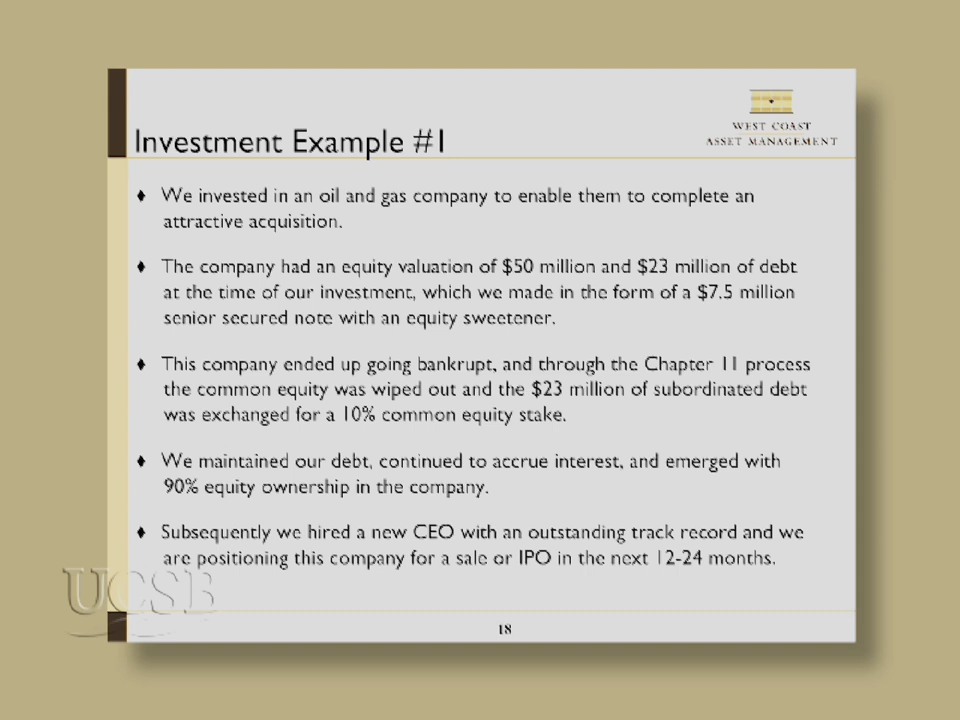 WEST COAST
ASSET MANAGEMENT
Investment Example #1
♦ We invested in an oil and gas company to enable them to complete an
attractive acquisition.
♦ The company had an equity valuation of $50 million and $23 million of debt
at the time of our investment, which we made in the form of a $7.5 million
senior secured note with an equity sweetener.
♦ This company ended up going bankrupt, and through the Chapter 11 process
the common equity was wiped out and the $23 million of subordinated debt
was exchanged for a 10% common equity stake.
♦ We maintained our debt, continued to accrue interest, and emerged with
90% equity ownership in the company.
♦ Subsequently we hired a new CEO with an outstanding track record and we
are positioning this company for a sale or IPO in the next 12-24 months.
UCSB
18